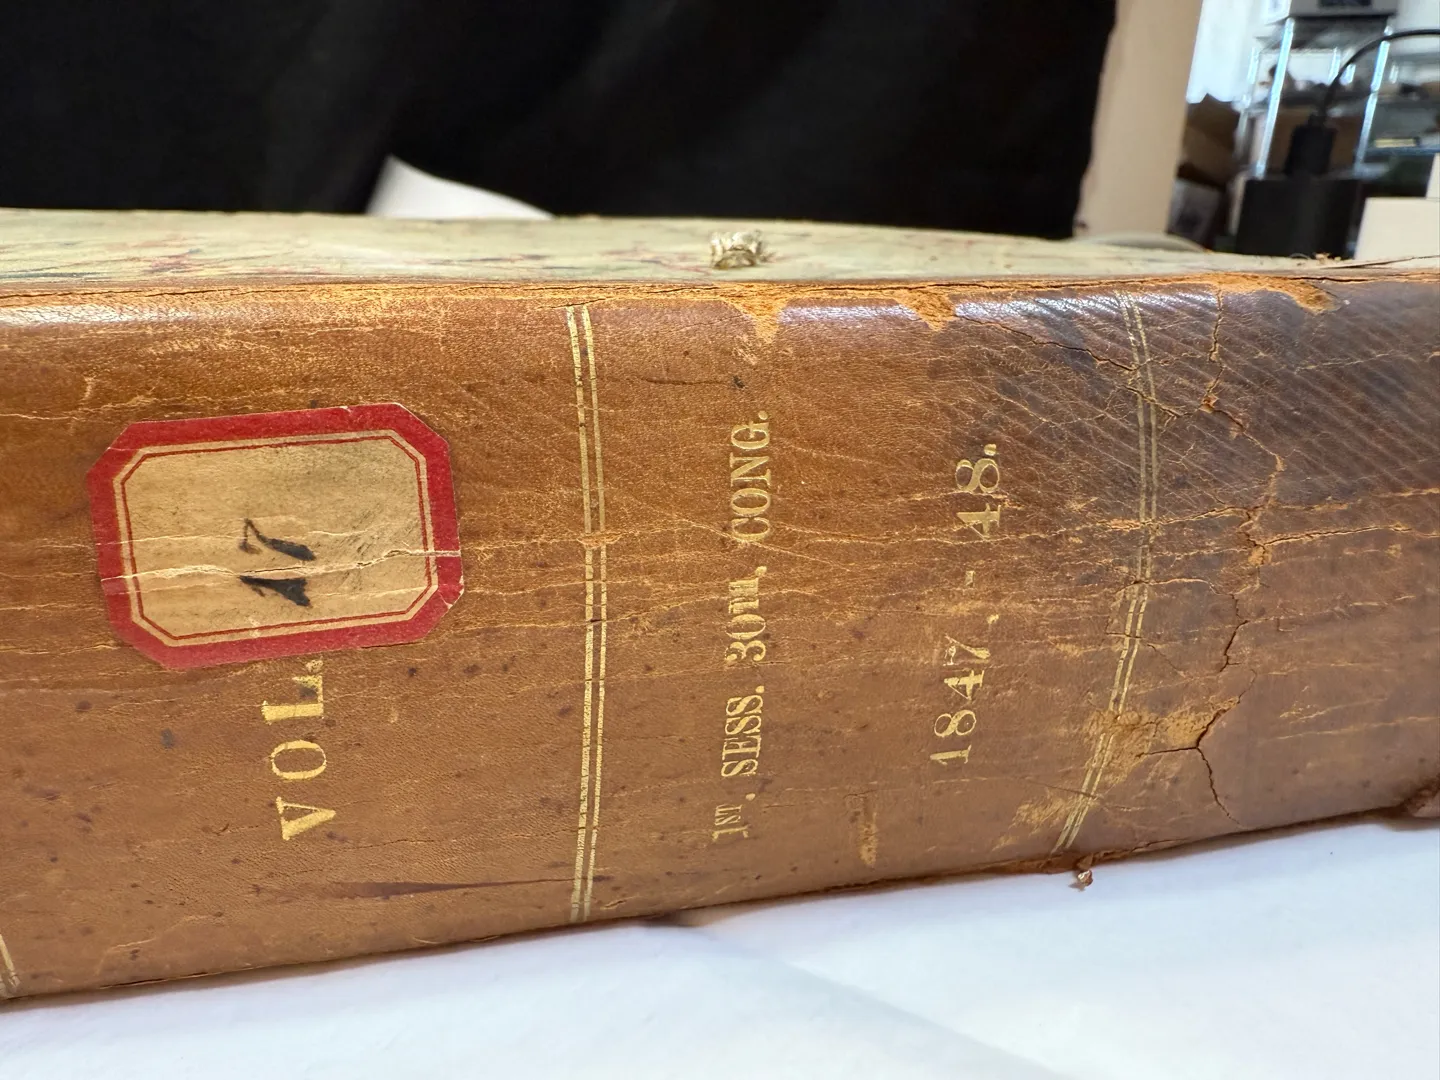 VOL.
17
1ST. SESS. 30TH, CONG.
1847.-48.